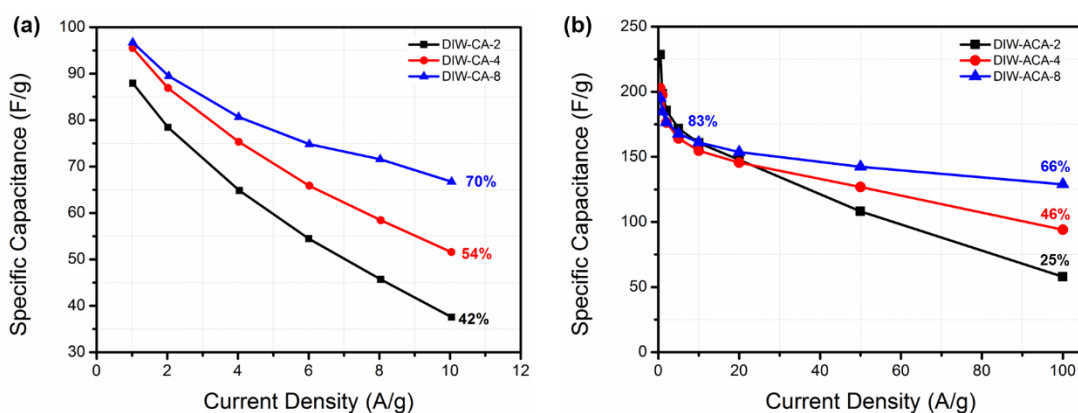 (a)
Specific Capacitance (F/g)
100
90
80
70
60
50
40
30
DIW-CA-2
DIW-CA-4
DIW-CA-8
70%
54%
42%
0 2 4 6 8 10 12
Current Density (A/g)
(b)
Specific Capacitance (F/g)
250
200
150
100
50
0
DIW-ACA-2
DIW-ACA-4
DIW-ACA-8
83%
66%
46%
25%
0 20 40 60 80 100
Current Density (A/g)